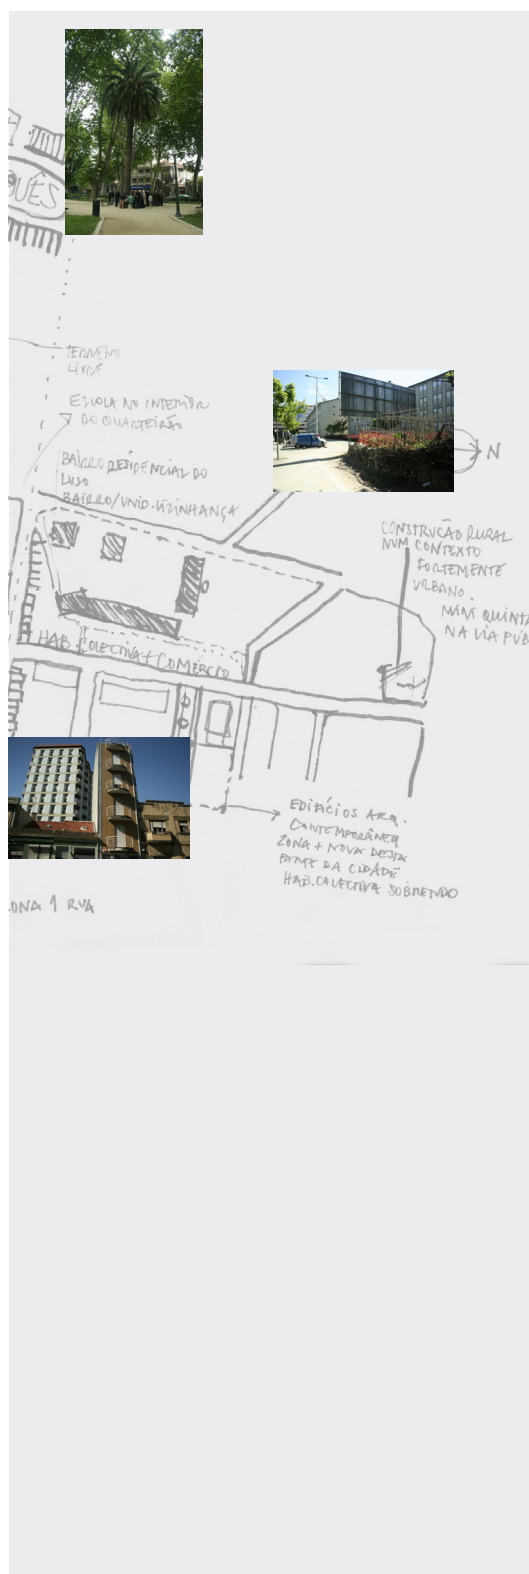 UÊS
TERRENO
LIVRE
ESCOLA NO INTERIOR
DO QUARTEIRÃO
BAIRRO RESIDENCIAL DO
LUSO
BAIRRO/UNID. VIZINHANÇA
N
CONSTRUCÃO RURAL
NUM CONTEXTO
FORTEMENTE
URBANO.
MINI QUINTA
NA VIA PÚB
HAB. COLECTIVA + COMÉRCIO
EDIFÍCIOS ARQ.
CONTEMPORÂNEA
ZONA + NOVA DESTA
PARTE DA CIDADE
HAB. COLECTIVA SOBRETUDO
ONA 1 RUA